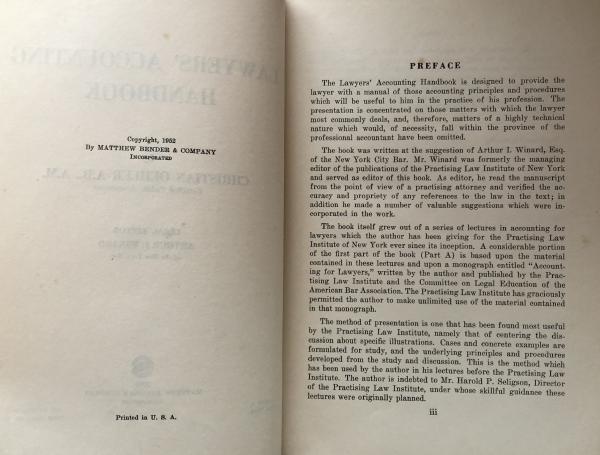 Copyright, 1952
By MATTHEW BENDER & COMPANY
INCORPORATED
Printed in U. S. A.
PREFACE
The Lawyers' Accounting Handbook is designed to provide the
lawyer with a manual of those accounting principles and procedures
which will be useful to him in the practice of his profession. The
presentation is concentrated on those matters with which the lawyer
most commonly deals, and, therefore, matters of a highly technical
nature which would, of necessity, fall within the province of the
professional accountant have been omitted.
The book was written at the suggestion of Arthur I. Winard, Esq.
of the New York City Bar. Mr. Winard was formerly the managing
editor of the publications of the Practising Law Institute of New York
and served as editor of this book. As editor, he read the manuscript
from the point of view of a practising attorney and verified the ac-
curacy and propriety of any references to the law in the text; in
addition he made a number of valuable suggestions which were in-
corporated in the work.
The book itself grew out of a series of lectures in accounting for
lawyers which the author has been giving for the Practising Law
Institute of New York ever since its inception. A considerable portion
of the first part of the book (Part A) is based upon the material
contained in these lectures and upon a monograph entitled "Account-
ing for Lawyers," written by the author and published by the Prac-
tising Law Institute and the Committee on Legal Education of the
American Bar Association. The Practising Law Institute has graciously
permitted the author to make unlimited use of the material contained
in that monograph.
The method of presentation is one that has been found most useful
by the Practising Law Institute, namely that of centering the dis-
cussion about specific illustrations. Cases and concrete examples are
formulated for study, and the underlying principles and procedures
developed from the study and discussion. This is the method which
has been used by the author in his lectures before the Practising Law
Institute. The author is indebted to Mr. Harold P. Seligson, Director
of the Practising Law Institute, under whose skillful guidance these
lectures were originally planned.
iii